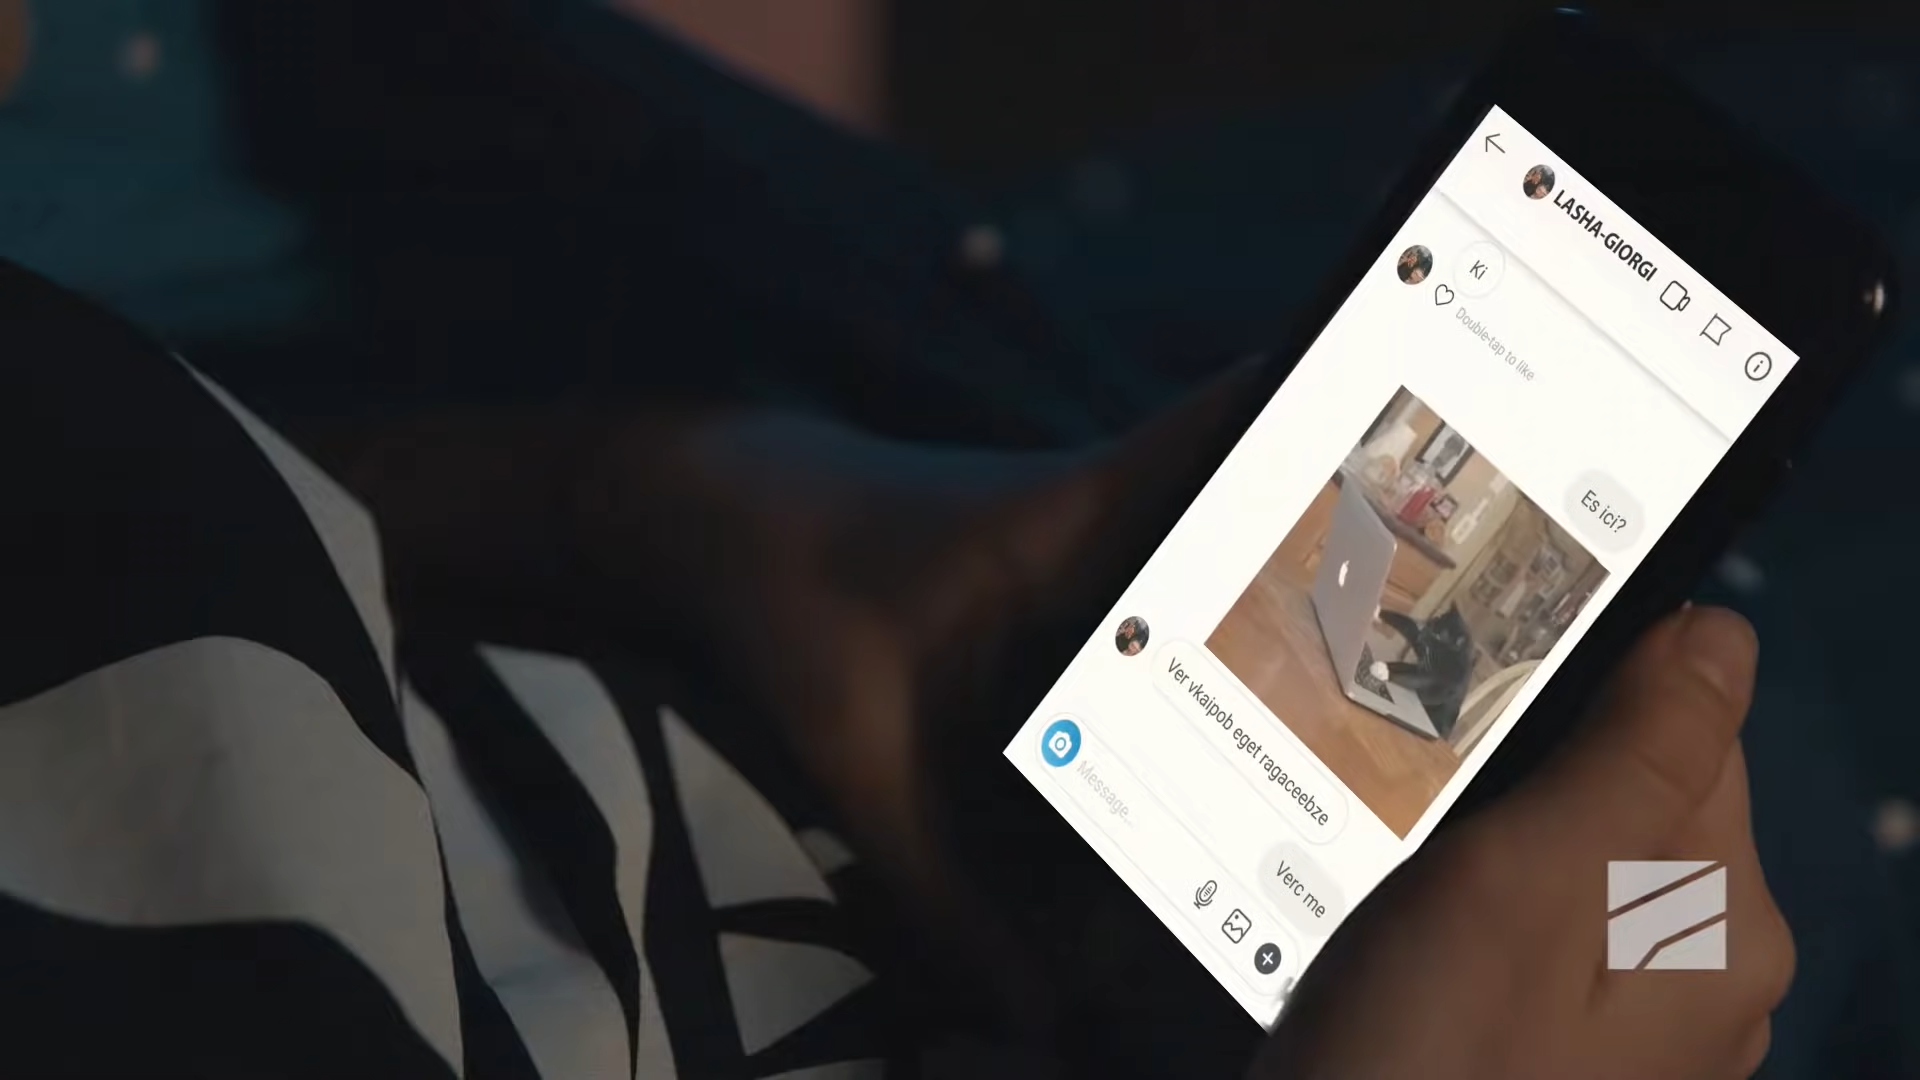 LASHA-GIORGI
Ki
Double-tap to like
Es ici?
Ver vkaipob eget ragaceebze
Verc me
Message...